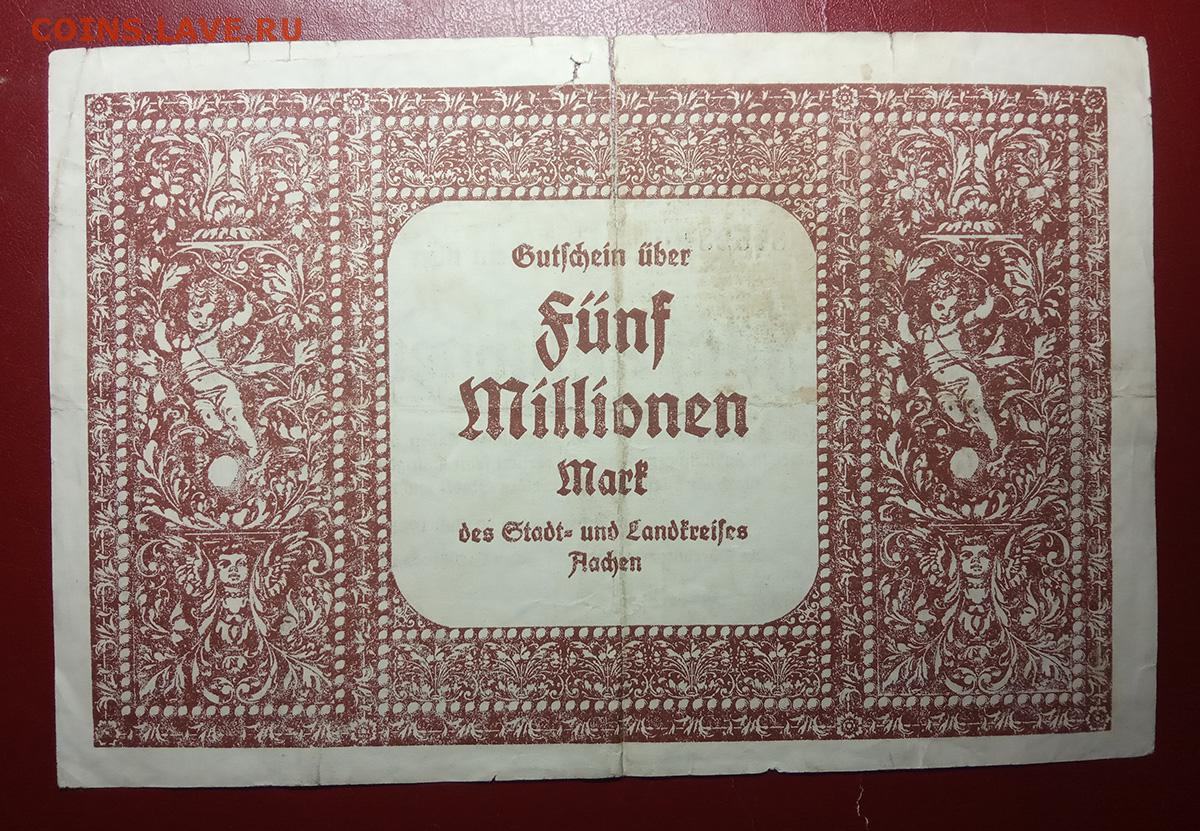 COINS.LAVE.RU
Gutschein über
Fünf
Millionen
Mark
des Stadt- und Landkreises
Aachen